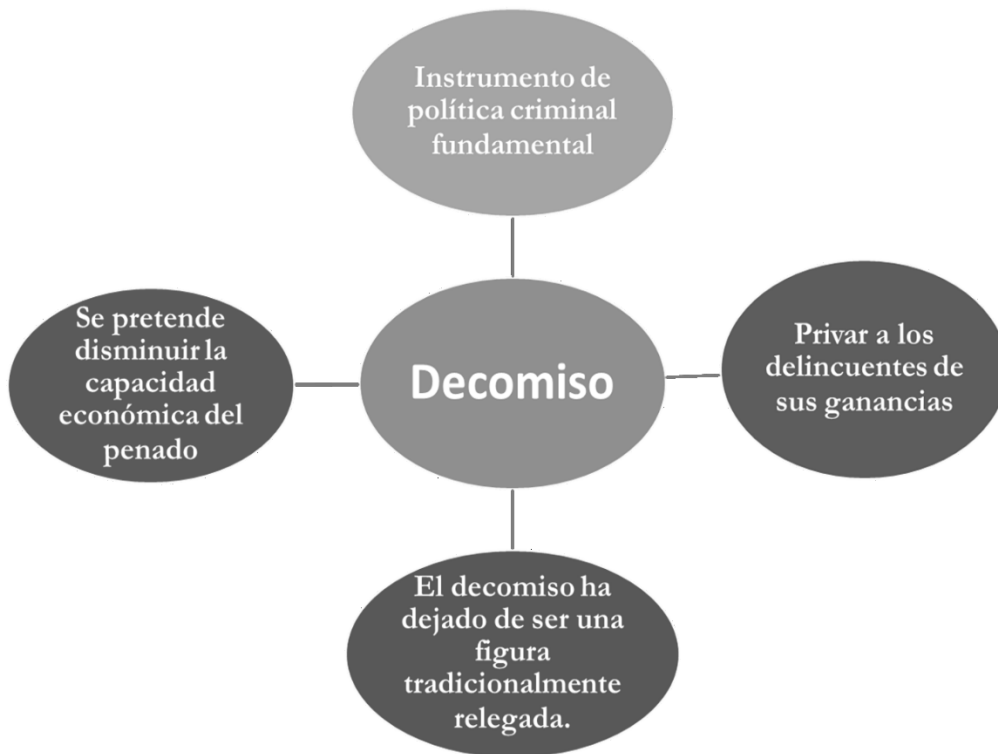 Instrumento de
política criminal
fundamental
Se pretende
disminuir la
capacidad
económica del
penado
Decomiso
Privar a los
delincuentes de
sus ganancias
El decomiso ha
dejado de ser una
figura
tradicionalmente
relegada.